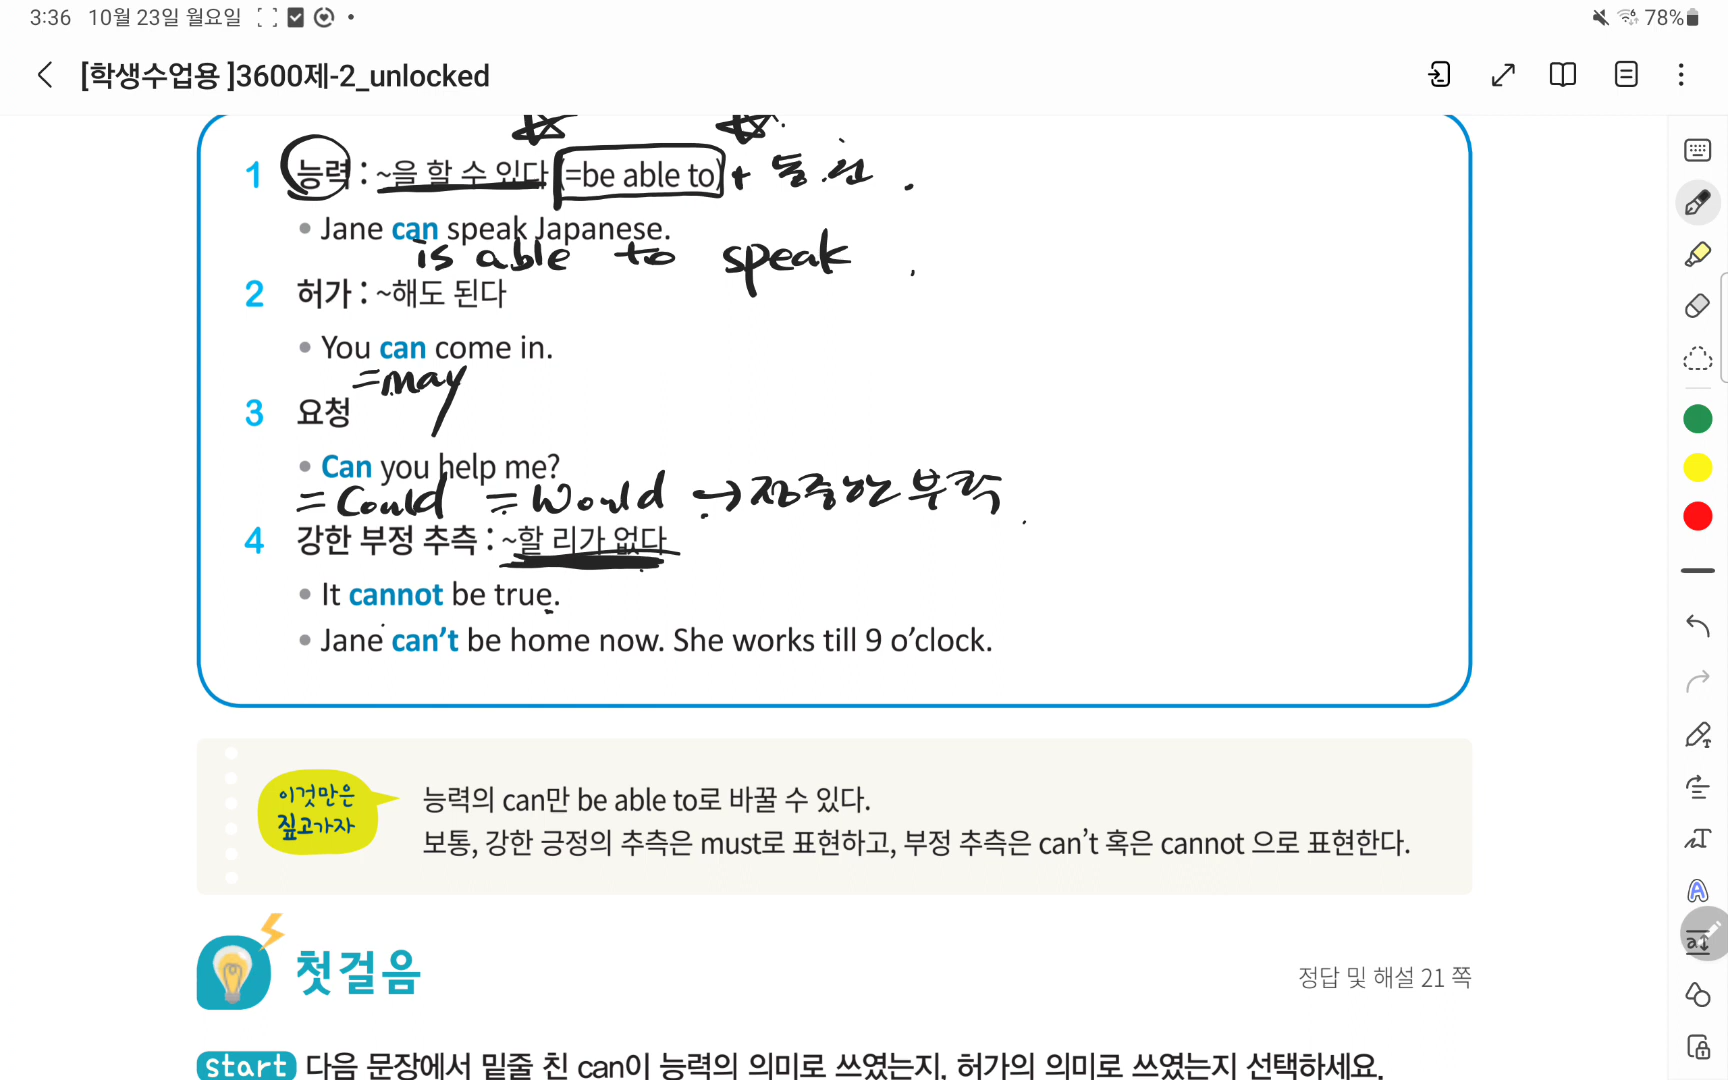 3:36 10월 23일 월요일 78%
[학생수업용 ]3600제-2_unlocked
1 능력 : ~을 할 수 있다 (=be able to) + 동.원
Jane can speak Japanese.
is able to speak
2 허가 : ~해도 된다
You can come in.
=may
3 요청
Can you help me?
= Could = Would → 정중한 부탁
4 강한 부정 추측 : ~할 리가 없다
It cannot be true.
Jane can't be home now. She works till 9 o'clock.
이것만은
짚고가자
능력의 can만 be able to로 바꿀 수 있다.
보통, 강한 긍정의 추측은 must로 표현하고, 부정 추측은 can't 혹은 cannot 으로 표현한다.
첫걸음
정답 및 해설 21 쪽
start 다음 문장에서 밑줄 친 can이 능력의 의미로 쓰였는지, 허가의 의미로 쓰였는지 선택하세요.